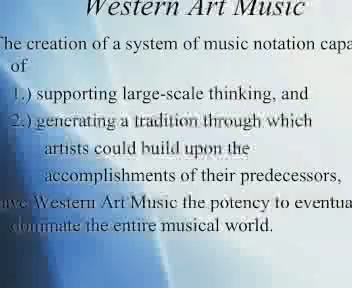 Western Art Music
The creation of a system of music notation capa
of
1.) supporting large-scale thinking, and
2.) generating a tradition through which
artists could build upon the
accomplishments of their predecessors,
ave Western Art Music the potency to eventua
dominate the entire musical world.